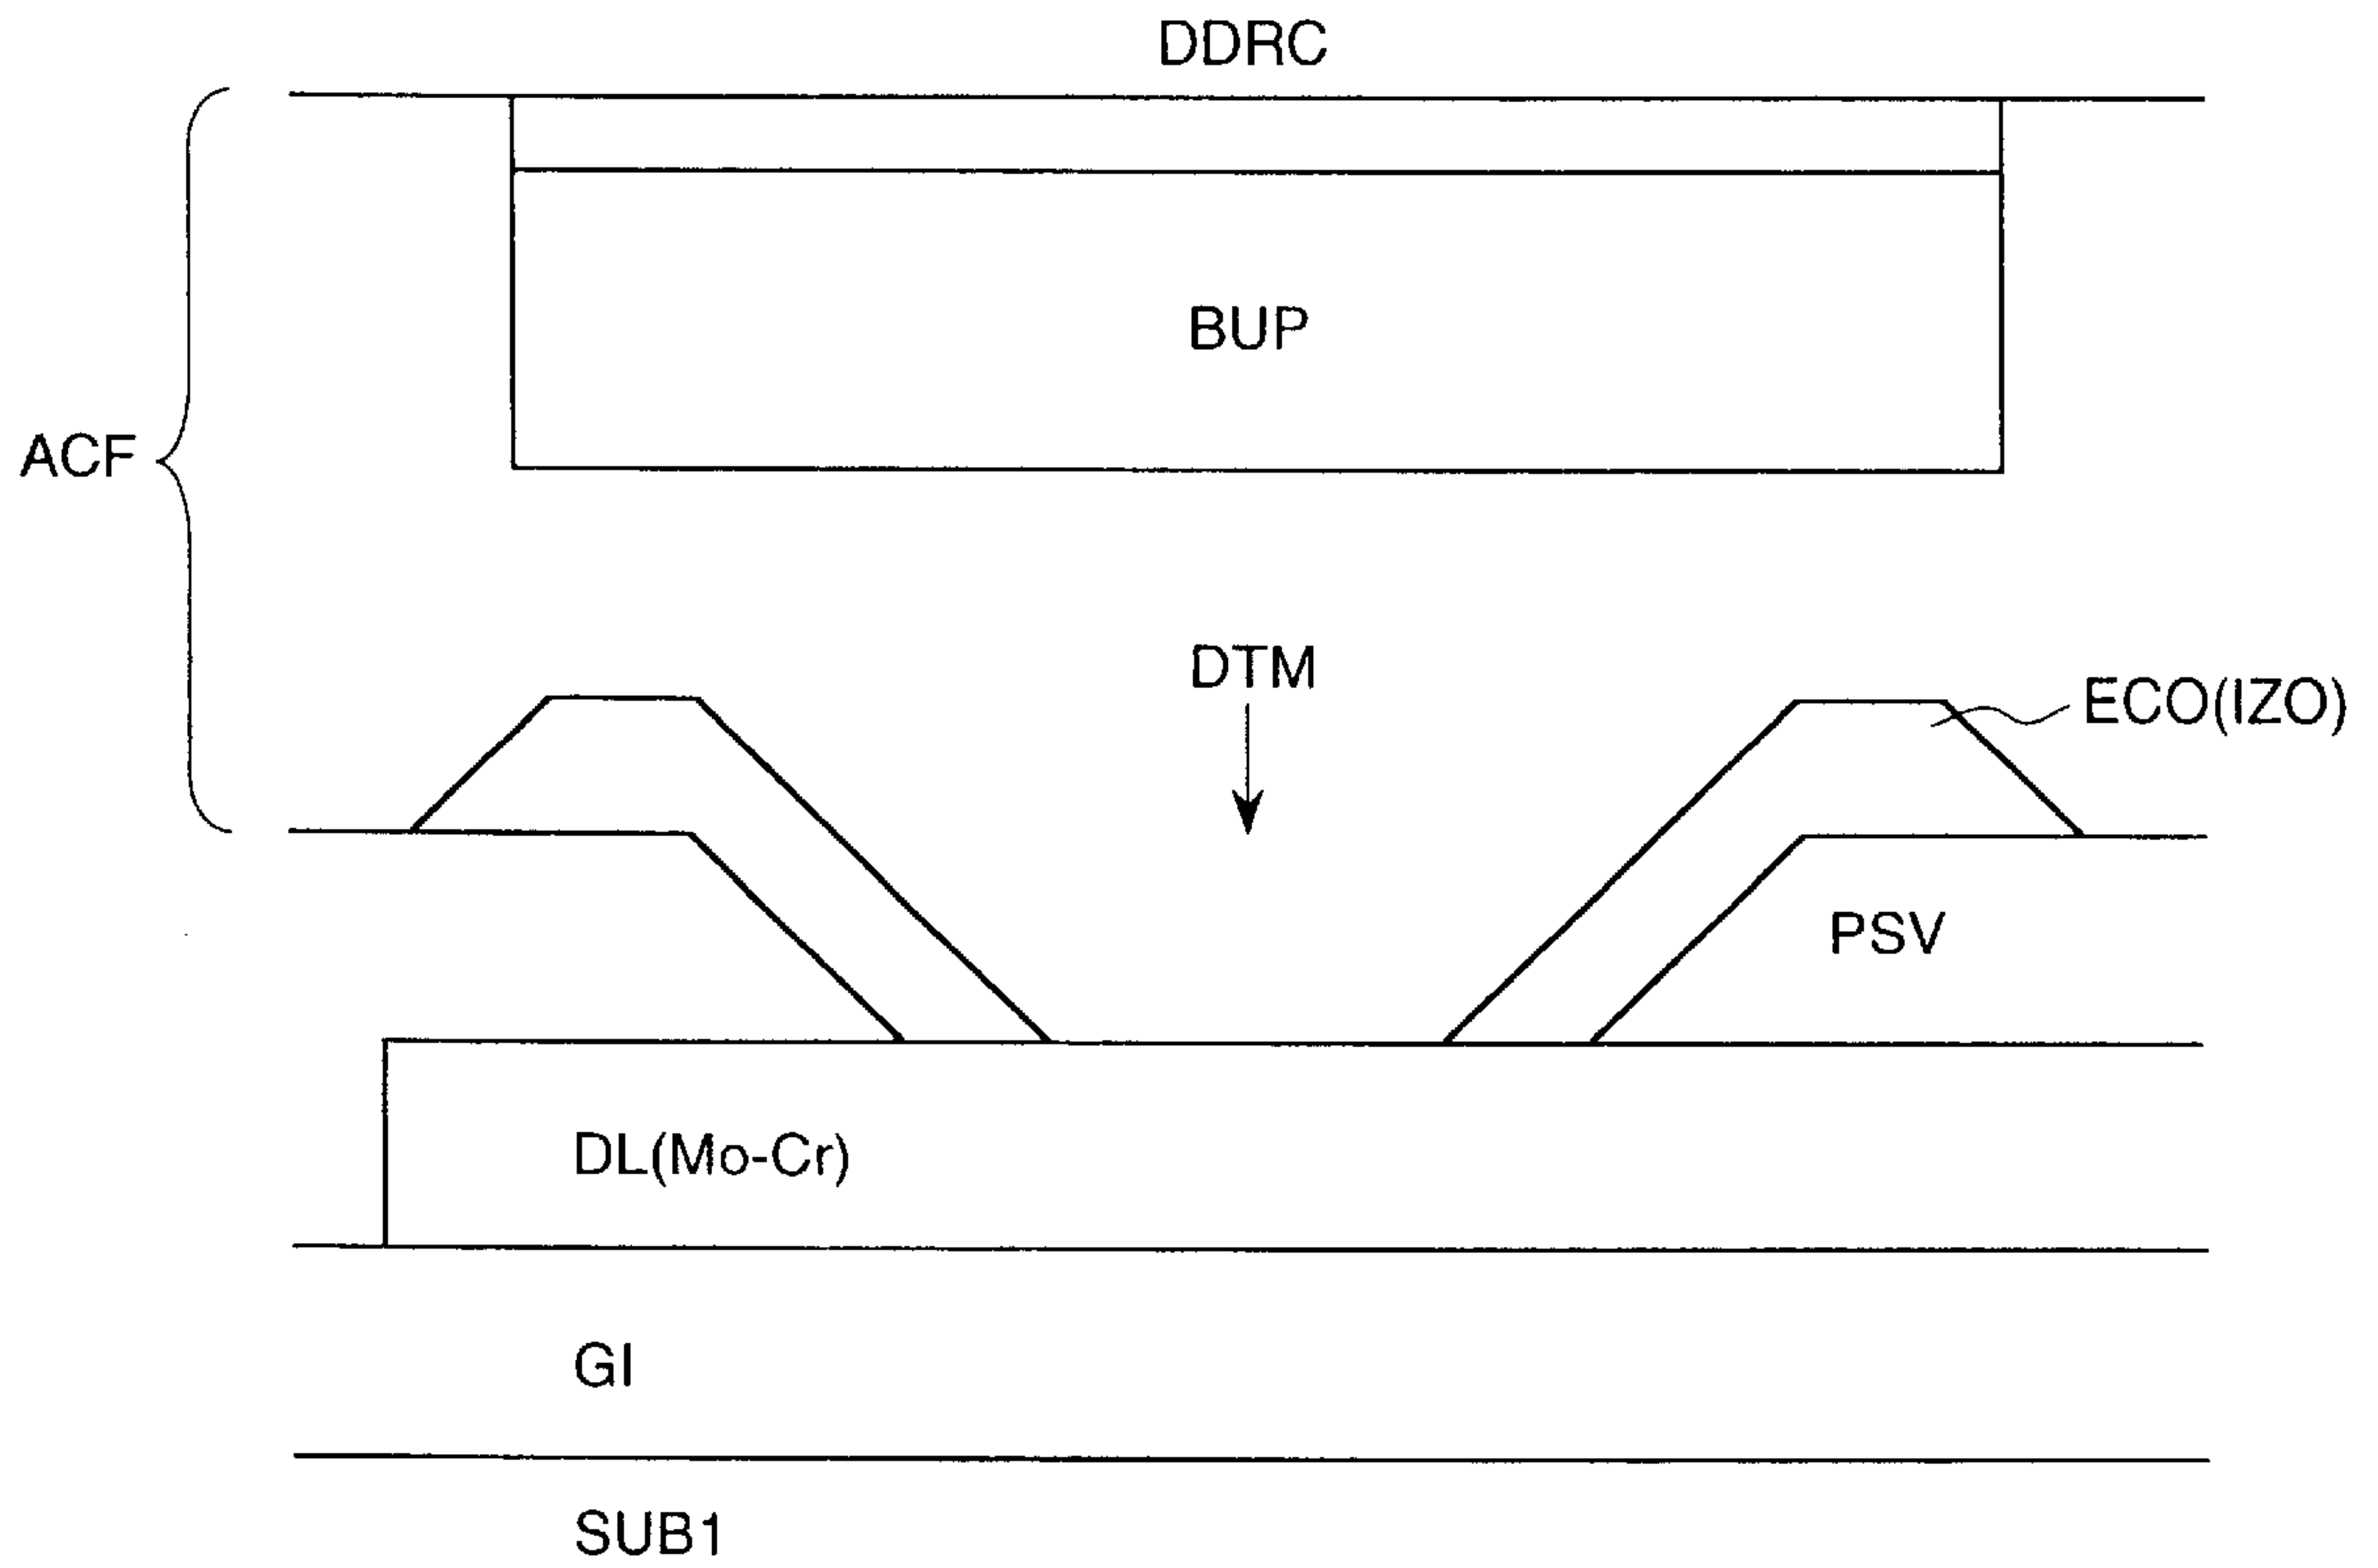 DDRC
BUP
ACF
DTM
ECO(IZO)
PSV
DL(Mo-Cr)
GI
SUB1